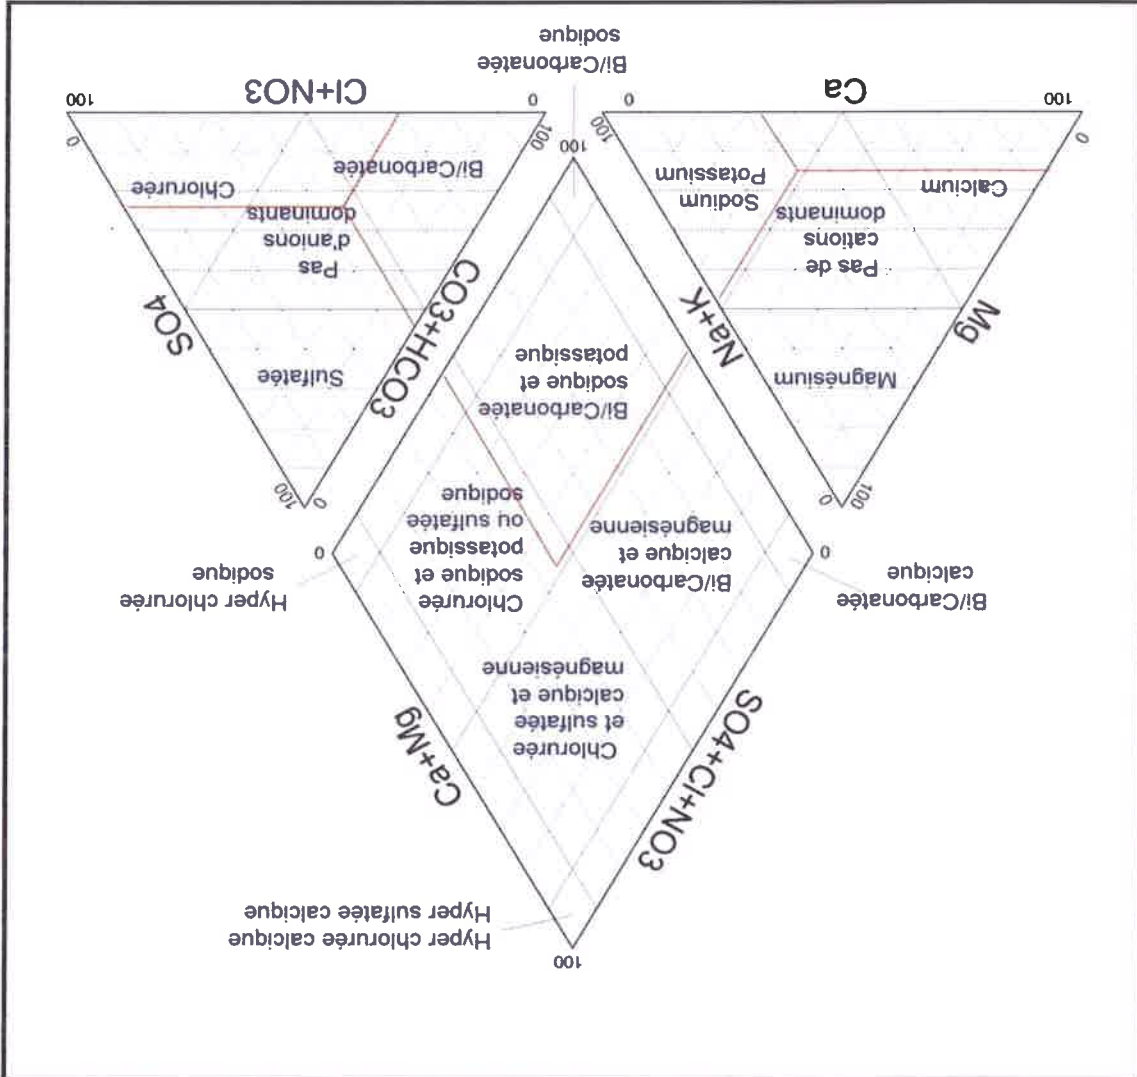 100
Hyper chlorurée calcique
Hyper sulfatée calcique
SO4+Cl+NO3
Ca+Mg
Chlorurée
et sulfatée
calcique et
magnésienne
Bi/Carbonatée
calcique
Hyper chlorurée
sodique
0
0
Bi/Carbonatée
calcique et
magnésienne
Chlorurée
sodique et
potassique
ou sulfatée
sodique
Bi/Carbonatée
sodique et
potassique
100
0
0
100
Mg
Na+K
CO3+HCO3
SO4
Magnésium
Sulfatée
Pas de
cations
dominants
Pas
d'anions
dominants
Calcium
Sodium
Potassium
Bi/Carbonatée
Chlorurée
0
100
100
100
0
100
Ca
0
0
Cl+NO3
100
Bi/Carbonatée
sodique